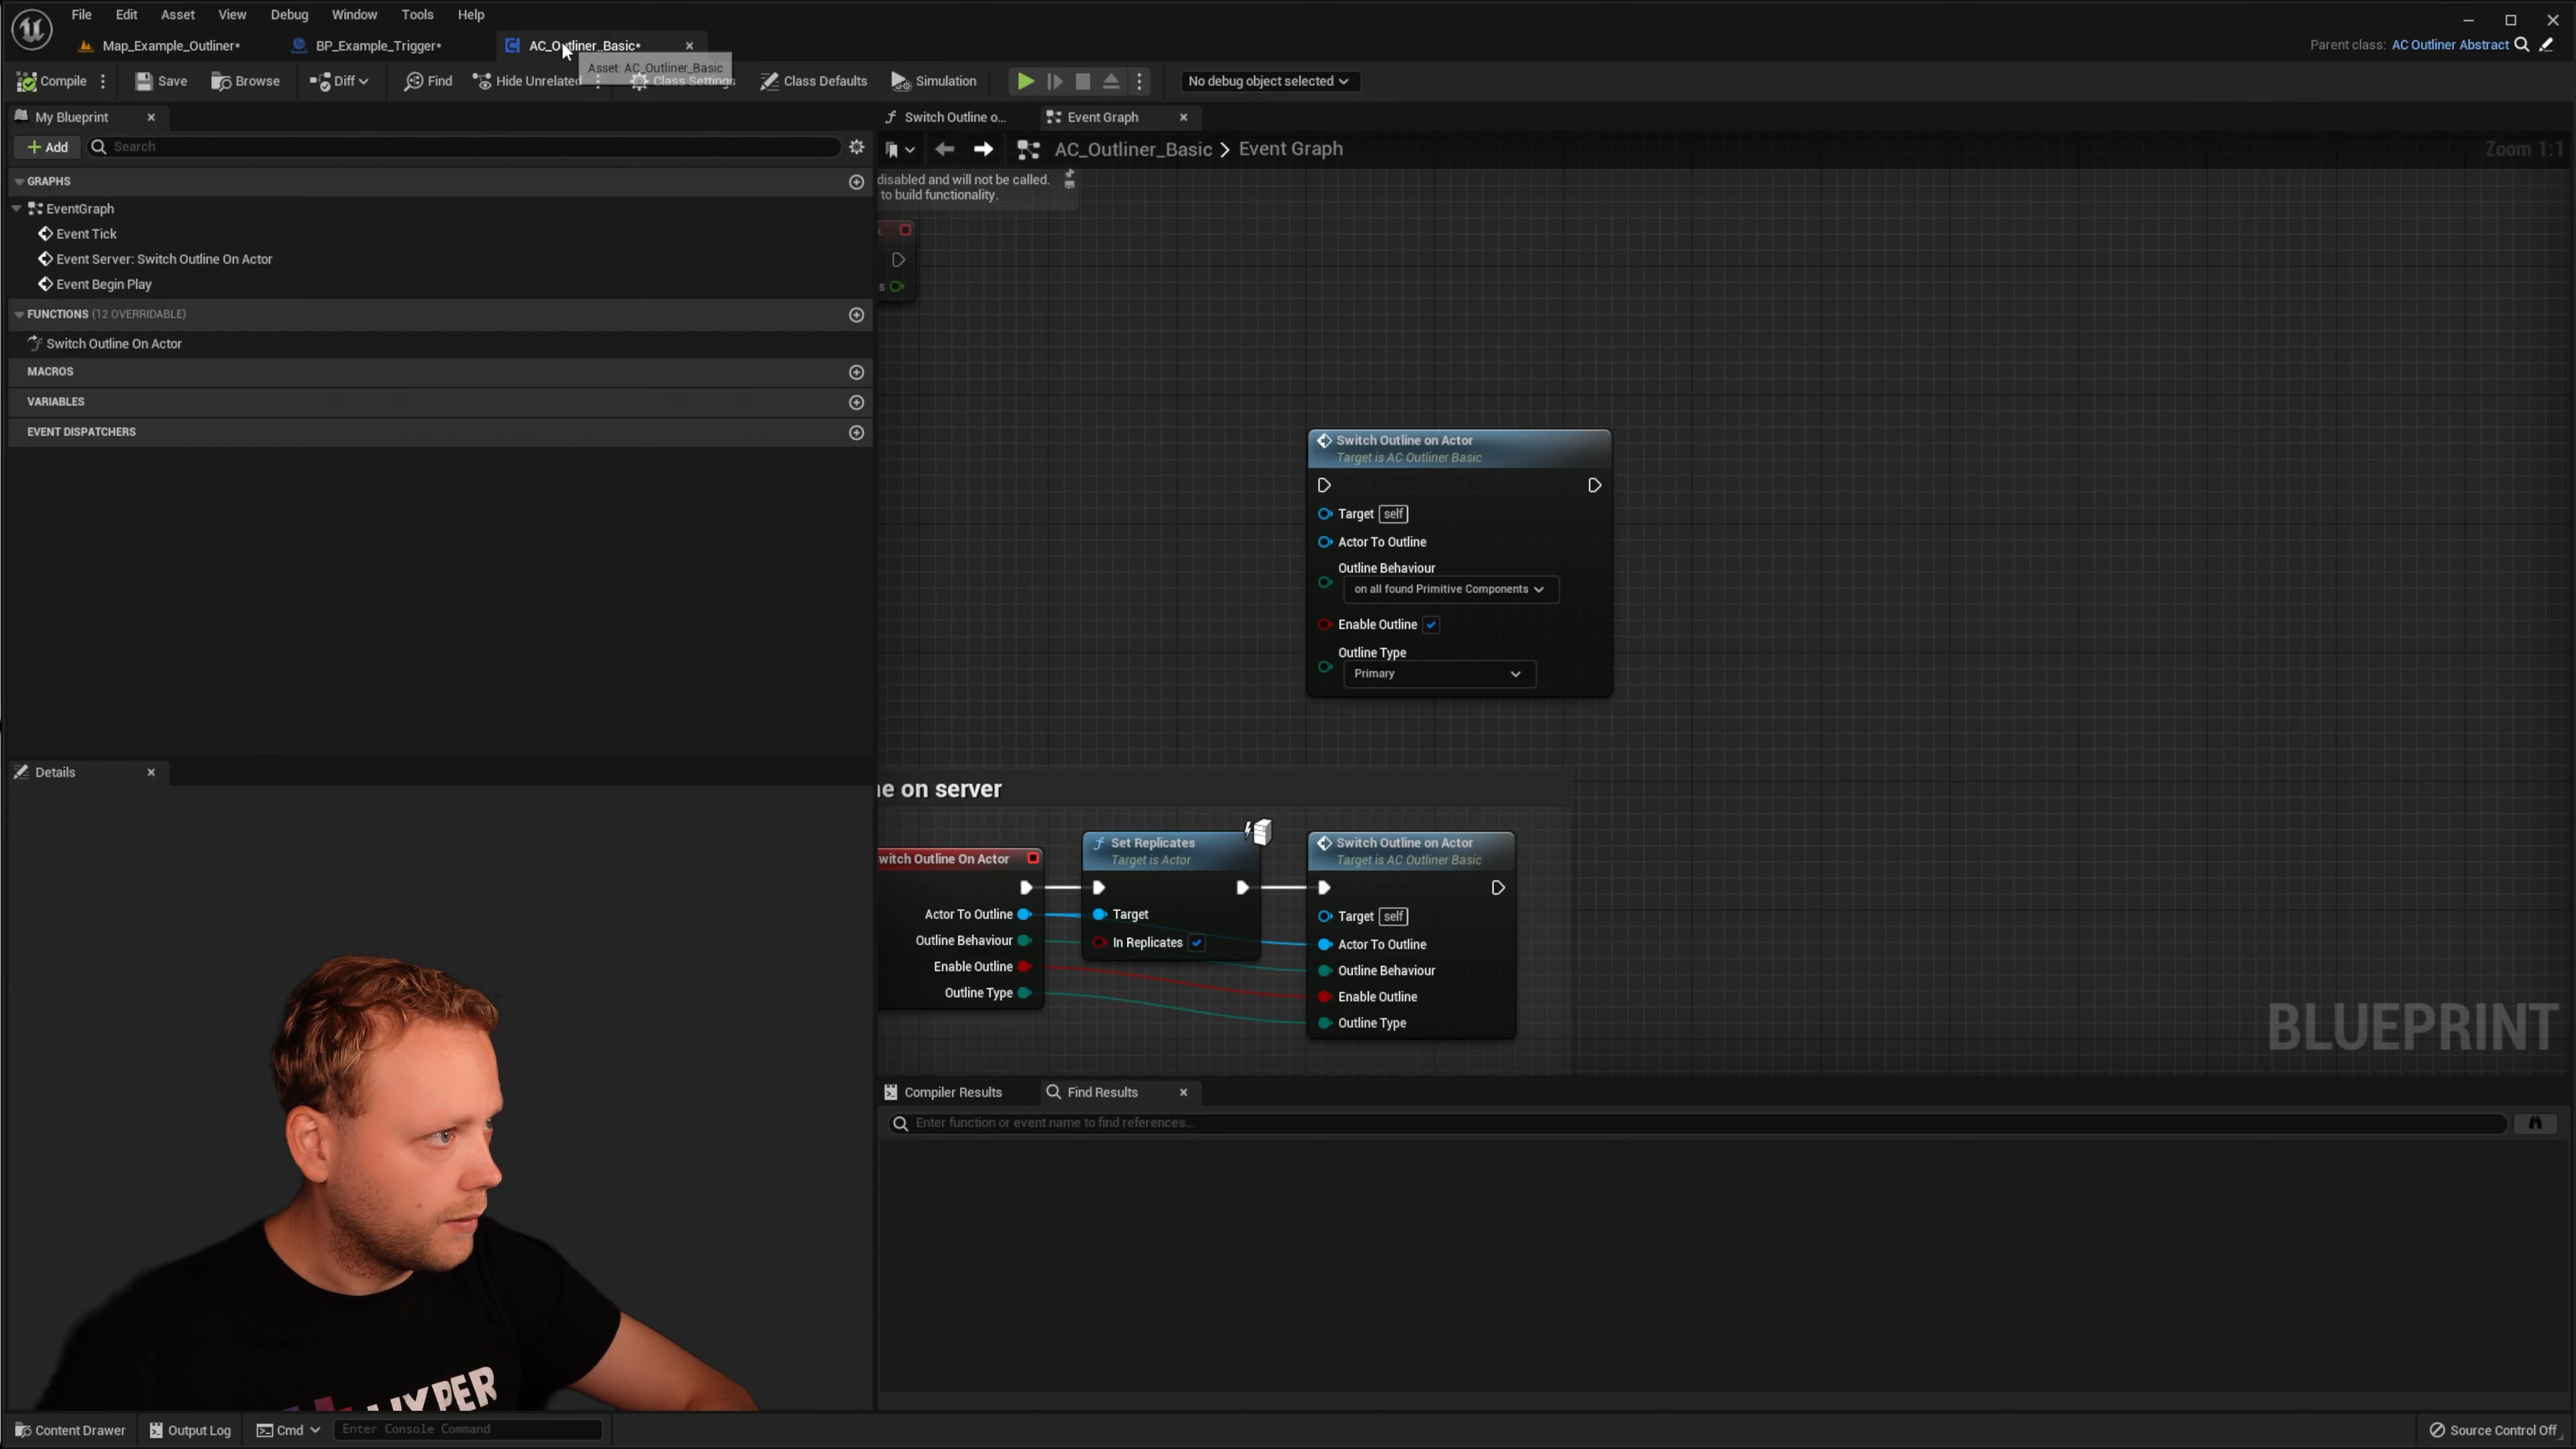 File Edit Asset View Debug Window Tools Help
Map_Example_Outliner* BP_Example_Trigger* AC_Outliner_Basic* Parent class: AC Outliner Abstract
Asset: AC_Outliner_Basic
Compile Save Browse Diff Find Hide Unrelated Class Settings Class Defaults Simulation No debug object selected
My Blueprint
Switch Outline o... Event Graph
Add Search
AC_Outliner_Basic > Event Graph Zoom 1:1
GRAPHS
disabled and will not be called.
to build functionality.
EventGraph
Event Tick
Event Server: Switch Outline On Actor
Event Begin Play
s
FUNCTIONS (12 OVERRIDABLE)
Switch Outline On Actor
MACROS
VARIABLES
EVENT DISPATCHERS
Switch Outline on Actor
Target is AC Outliner Basic
Target self
Actor To Outline
Outline Behaviour
on all found Primitive Components
Enable Outline
Outline Type
Primary
Details
ne on server
witch Outline On Actor
Actor To Outline
Outline Behaviour
Enable Outline
Outline Type
Set Replicates
Target is Actor
Target
In Replicates
Switch Outline on Actor
Target is AC Outliner Basic
Target self
Actor To Outline
Outline Behaviour
Enable Outline
Outline Type
BLUEPRINT
Compiler Results Find Results
Enter function or event name to find references...
Content Drawer Output Log Cmd Enter Console Command Source Control Off